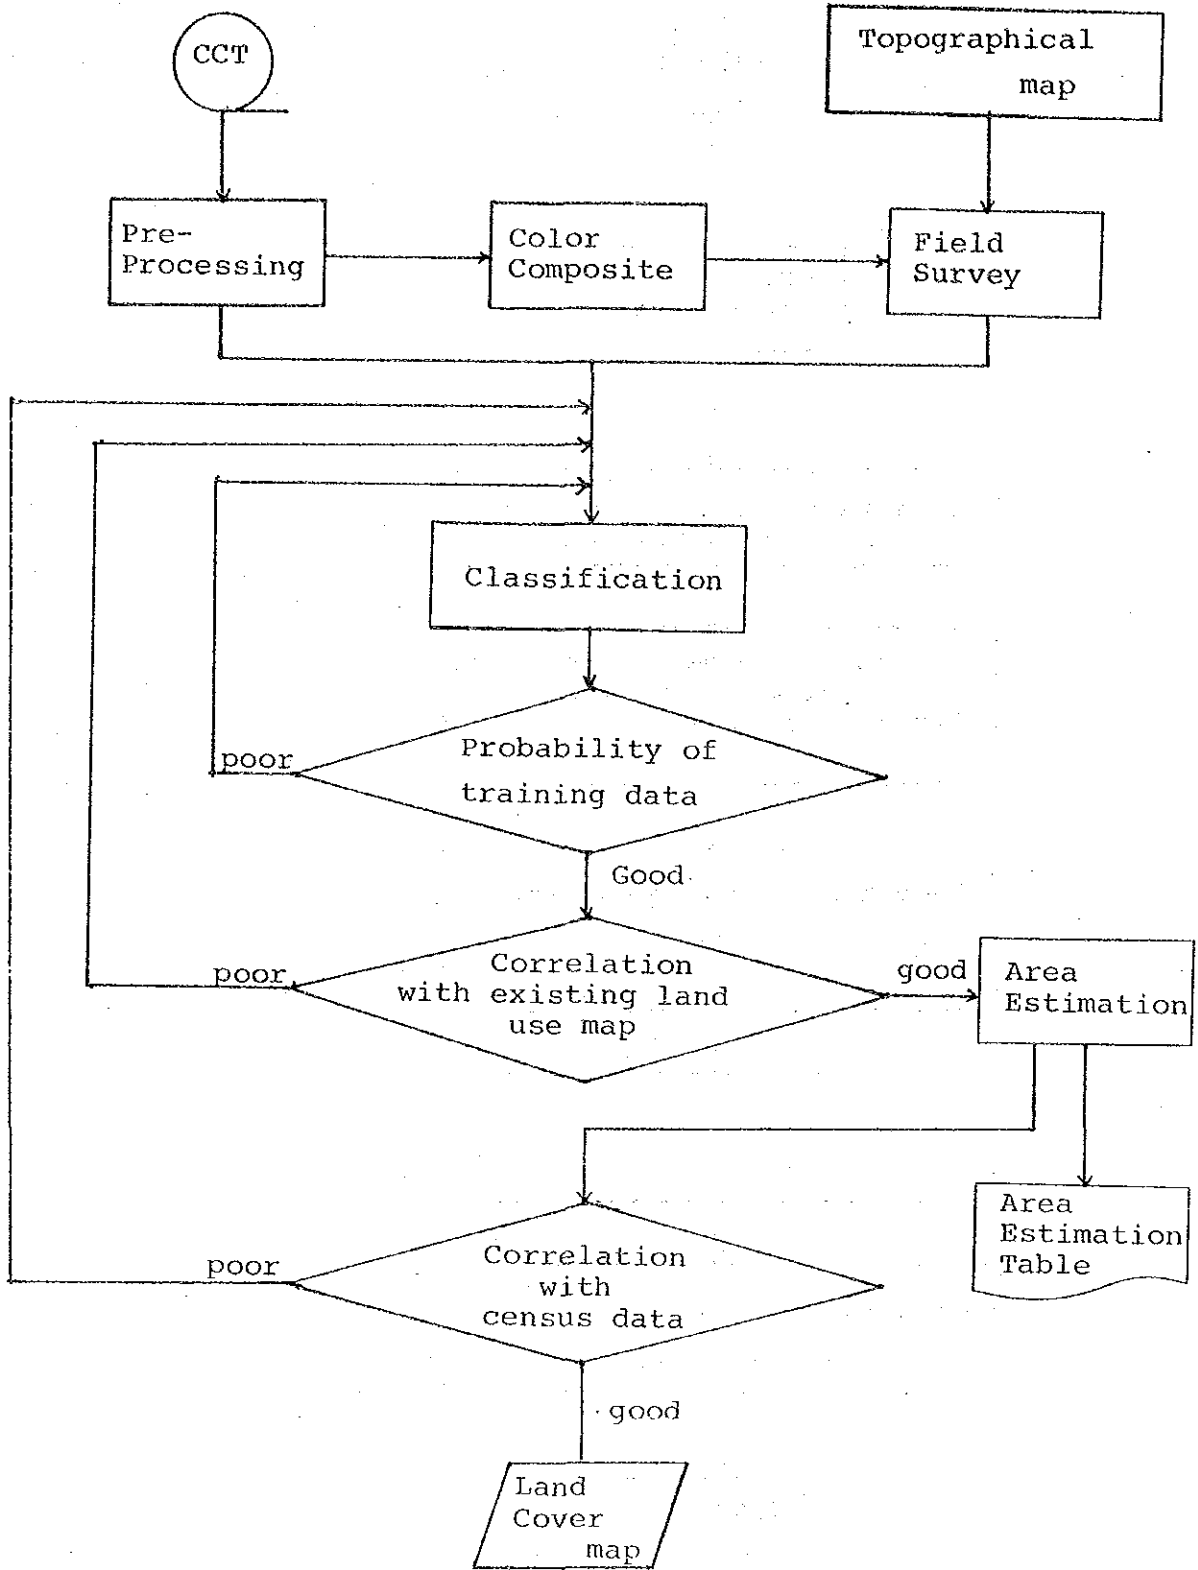 CCT
Topographical
map
Pre-
Processing
Color
Composite
Field
Survey
Classification
Probability of
training data
poor
Good
Correlation
with existing land
use map
poor
good
Area
Estimation
Area
Estimation
Table
Correlation
with
census data
poor
good
Land
Cover
map